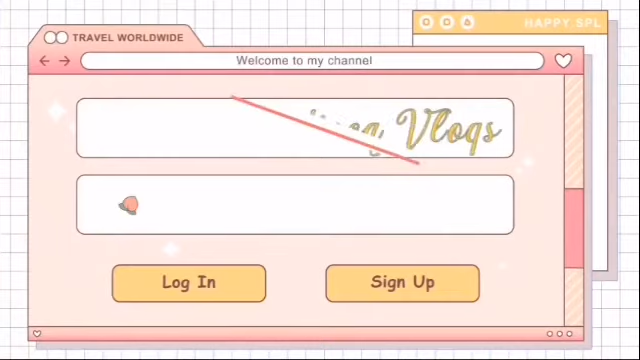 HAPPY SPL
TRAVEL WORLDWIDE
Welcome to my channel
Vlogs
Log In
Sign Up